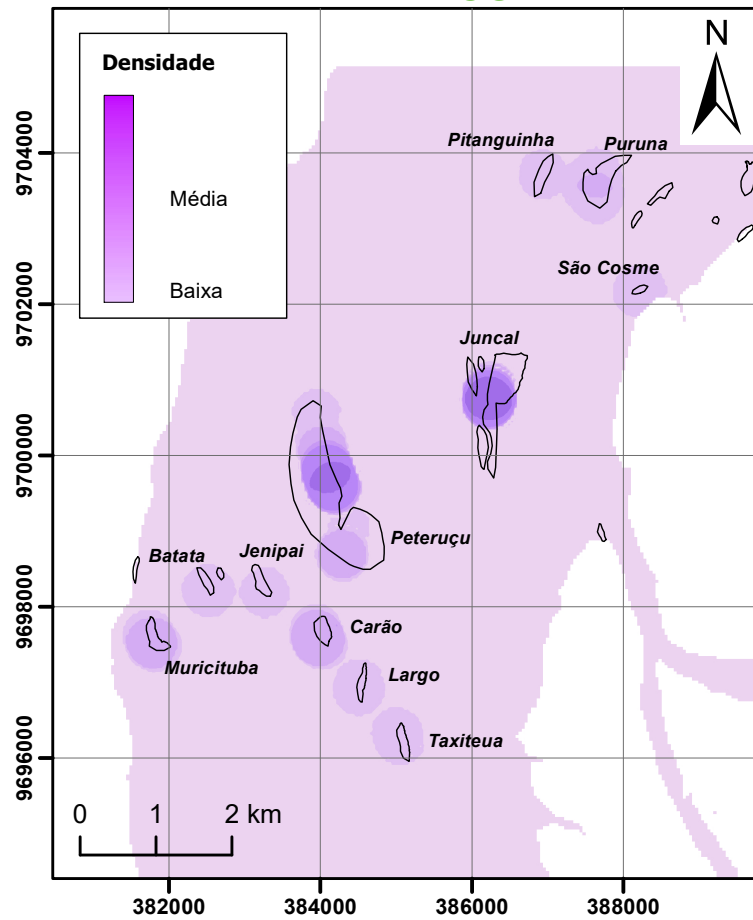 Densidade
Média
Baixa
N
Pitanguinha
Puruna
São Cosme
Juncal
Peteruçu
Batata
Jenipai
Muricituba
Carão
Largo
Taxiteua
0 1 2 km
9704000
9702000
9700000
9698000
9696000
382000 384000 386000 388000